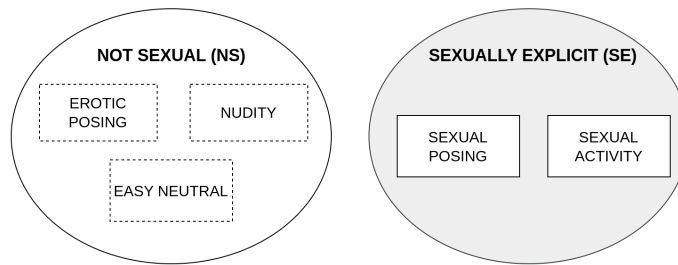 NOT SEXUAL (NS)
EROTIC
POSING
NUDITY
EASY NEUTRAL
SEXUALLY EXPLICIT (SE)
SEXUAL
POSING
SEXUAL
ACTIVITY